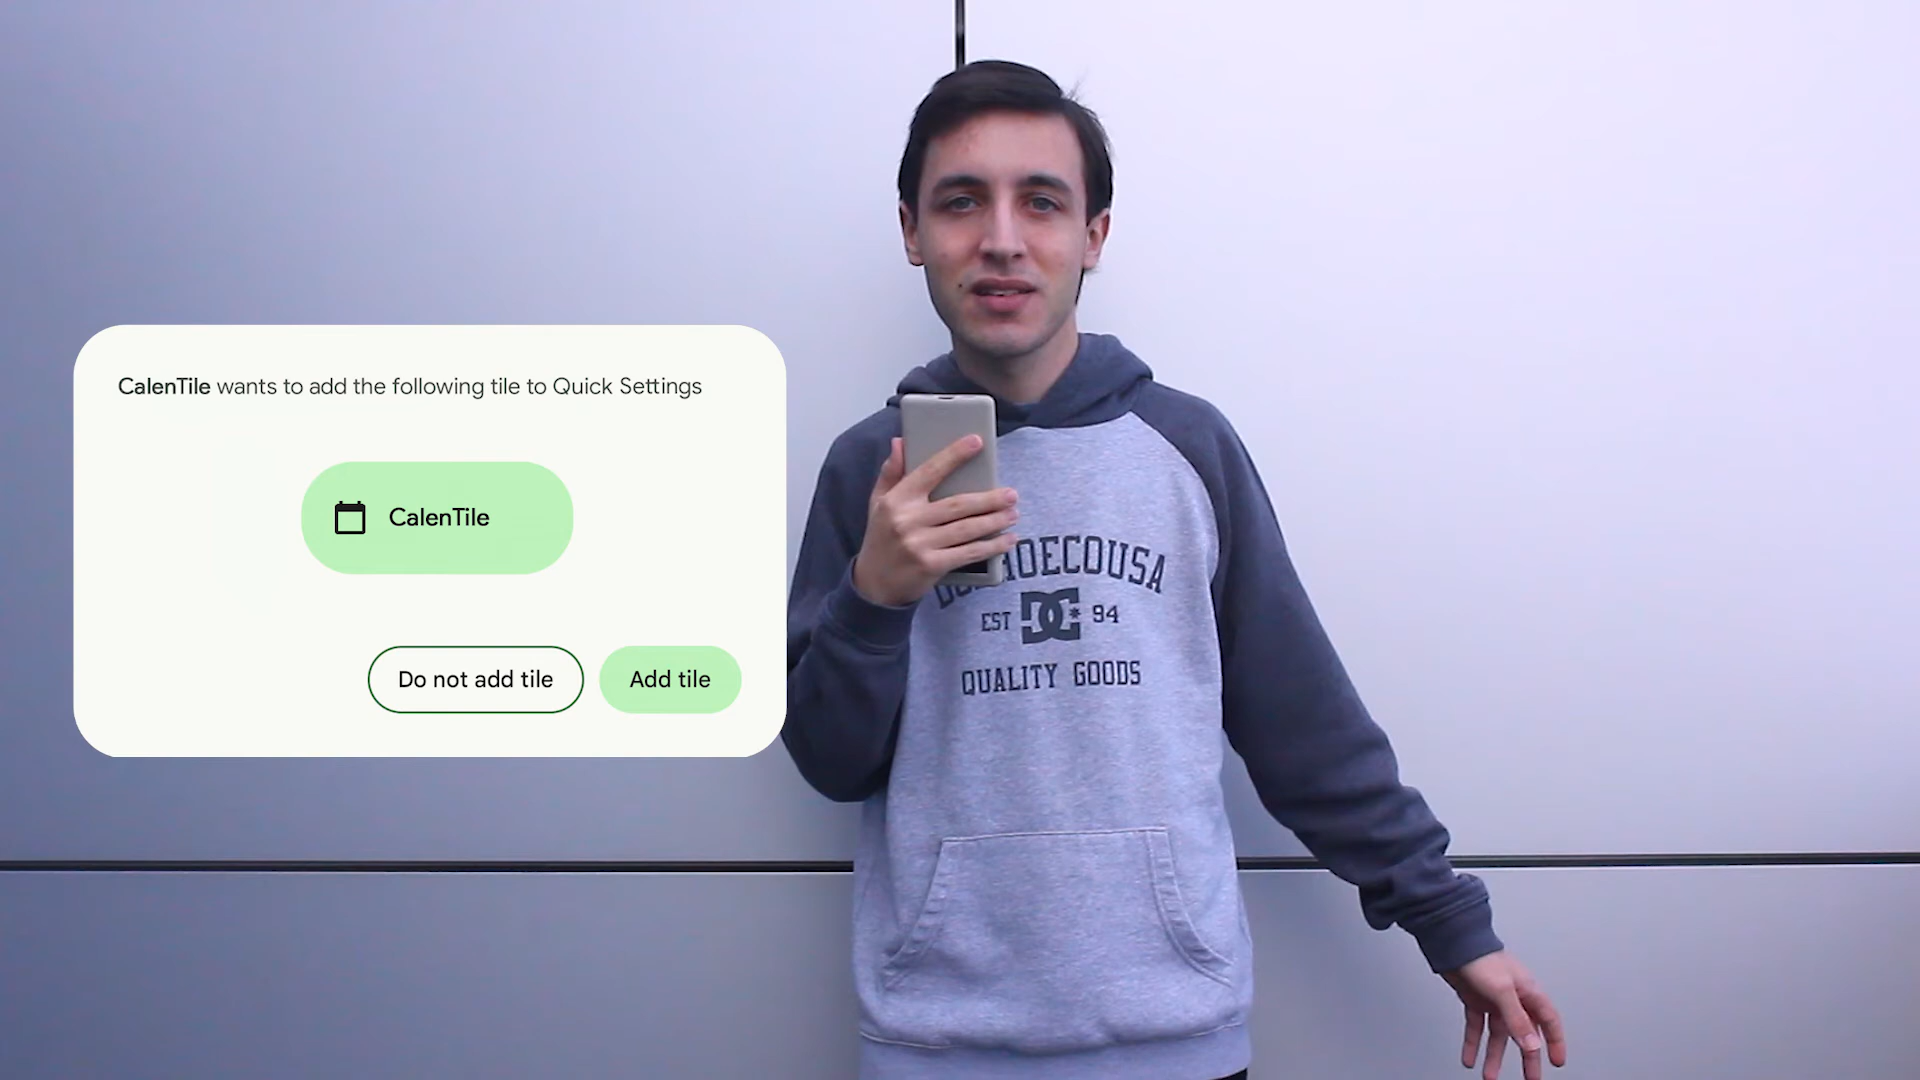 CalenTile wants to add the following tile to Quick Settings
CalenTile
Do not add tile
Add tile
EST DC 94
QUALITY GOODS